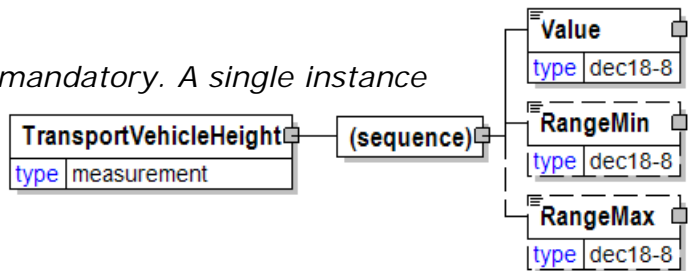 Value
type dec18-8
mandatory. A single instance
RangeMin
type dec18-8
TransportVehicleHeight
type measurement
(sequence)
RangeMax
type dec18-8